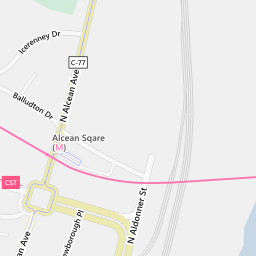 Icerenney Dr
C-77
N Alcean Ave
Balludton Dr
Alcean Sqare
(M)
CST
N Aldonner St
ewborough Pl
an Ave